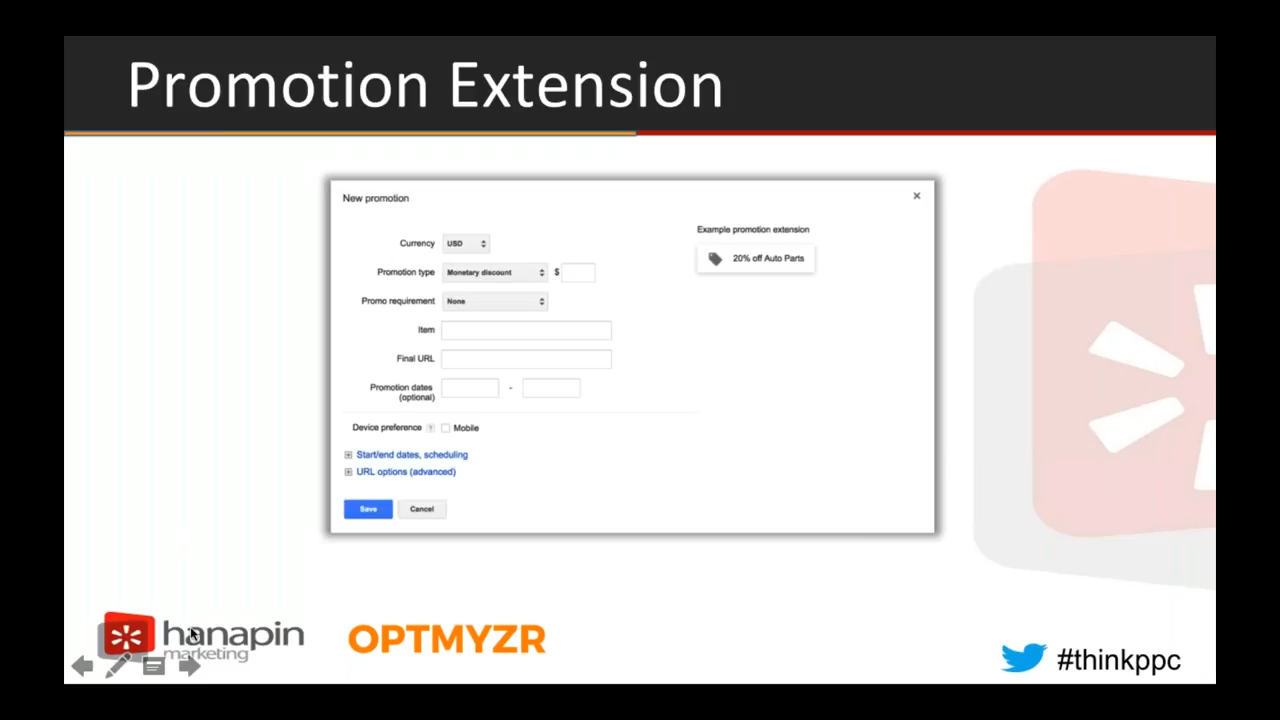 Promotion Extension
New promotion
×
Example promotion extension
20% off Auto Parts
Currency USD
Promotion type Monetary discount $
Promo requirement None
Item
Final URL
Promotion dates -
(optional)
Device preference ? Mobile
Start/end dates, scheduling
URL options (advanced)
Save Cancel
hanapin
marketing
OPTMYZR
#thinkppc